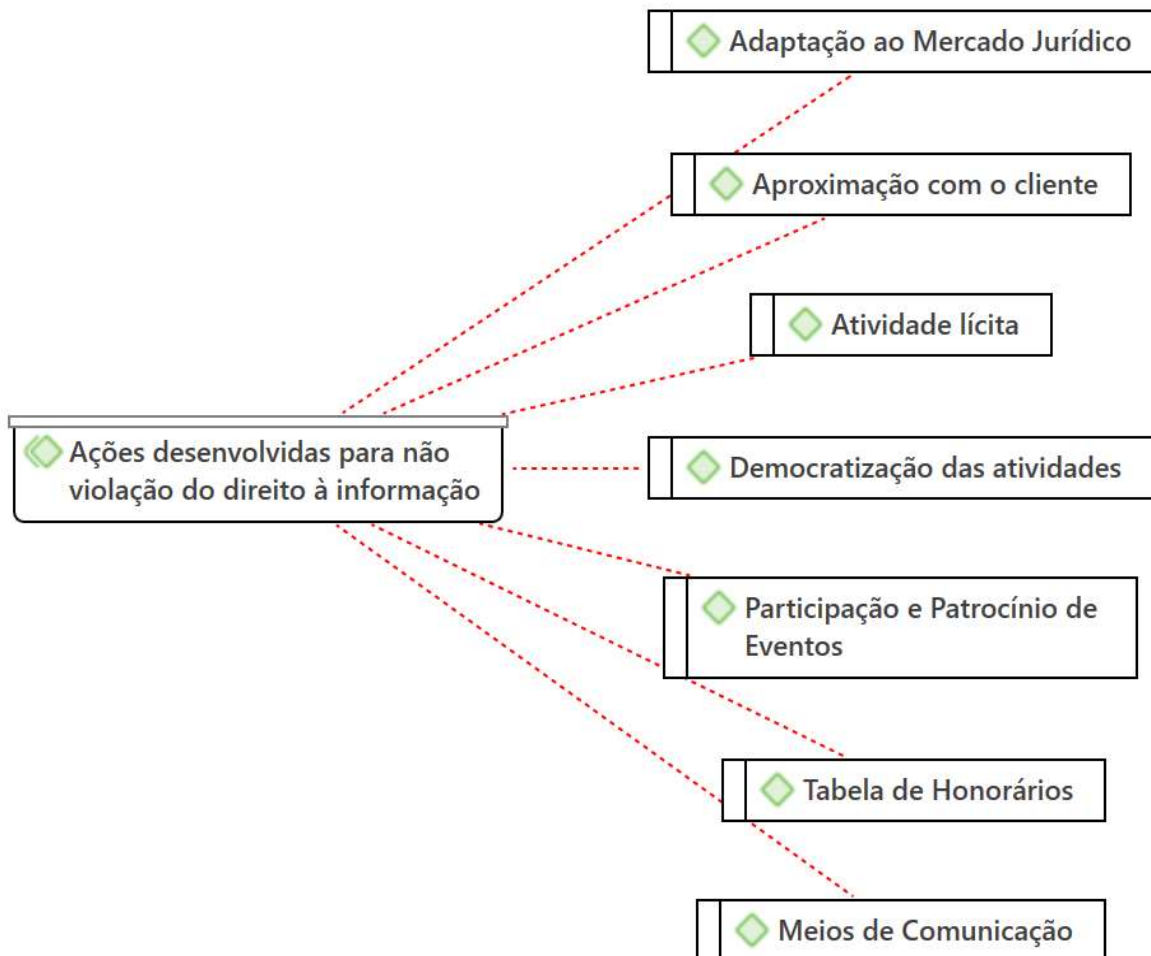 Adaptação ao Mercado Jurídico
Aproximação com o cliente
Atividade lícita
Ações desenvolvidas para não
violação do direito à informação
Democratização das atividades
Participação e Patrocínio de
Eventos
Tabela de Honorários
Meios de Comunicação